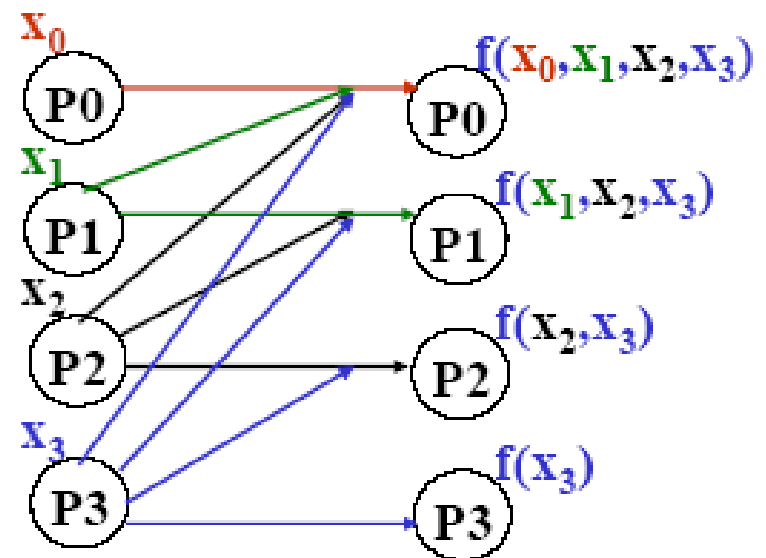 x₀
f(x₀,x₁,x₂,x₃)
P0
P0
x₁
f(x₁,x₂,x₃)
P1
P1
x₂
f(x₂,x₃)
P2
P2
x₃
f(x₃)
P3
P3